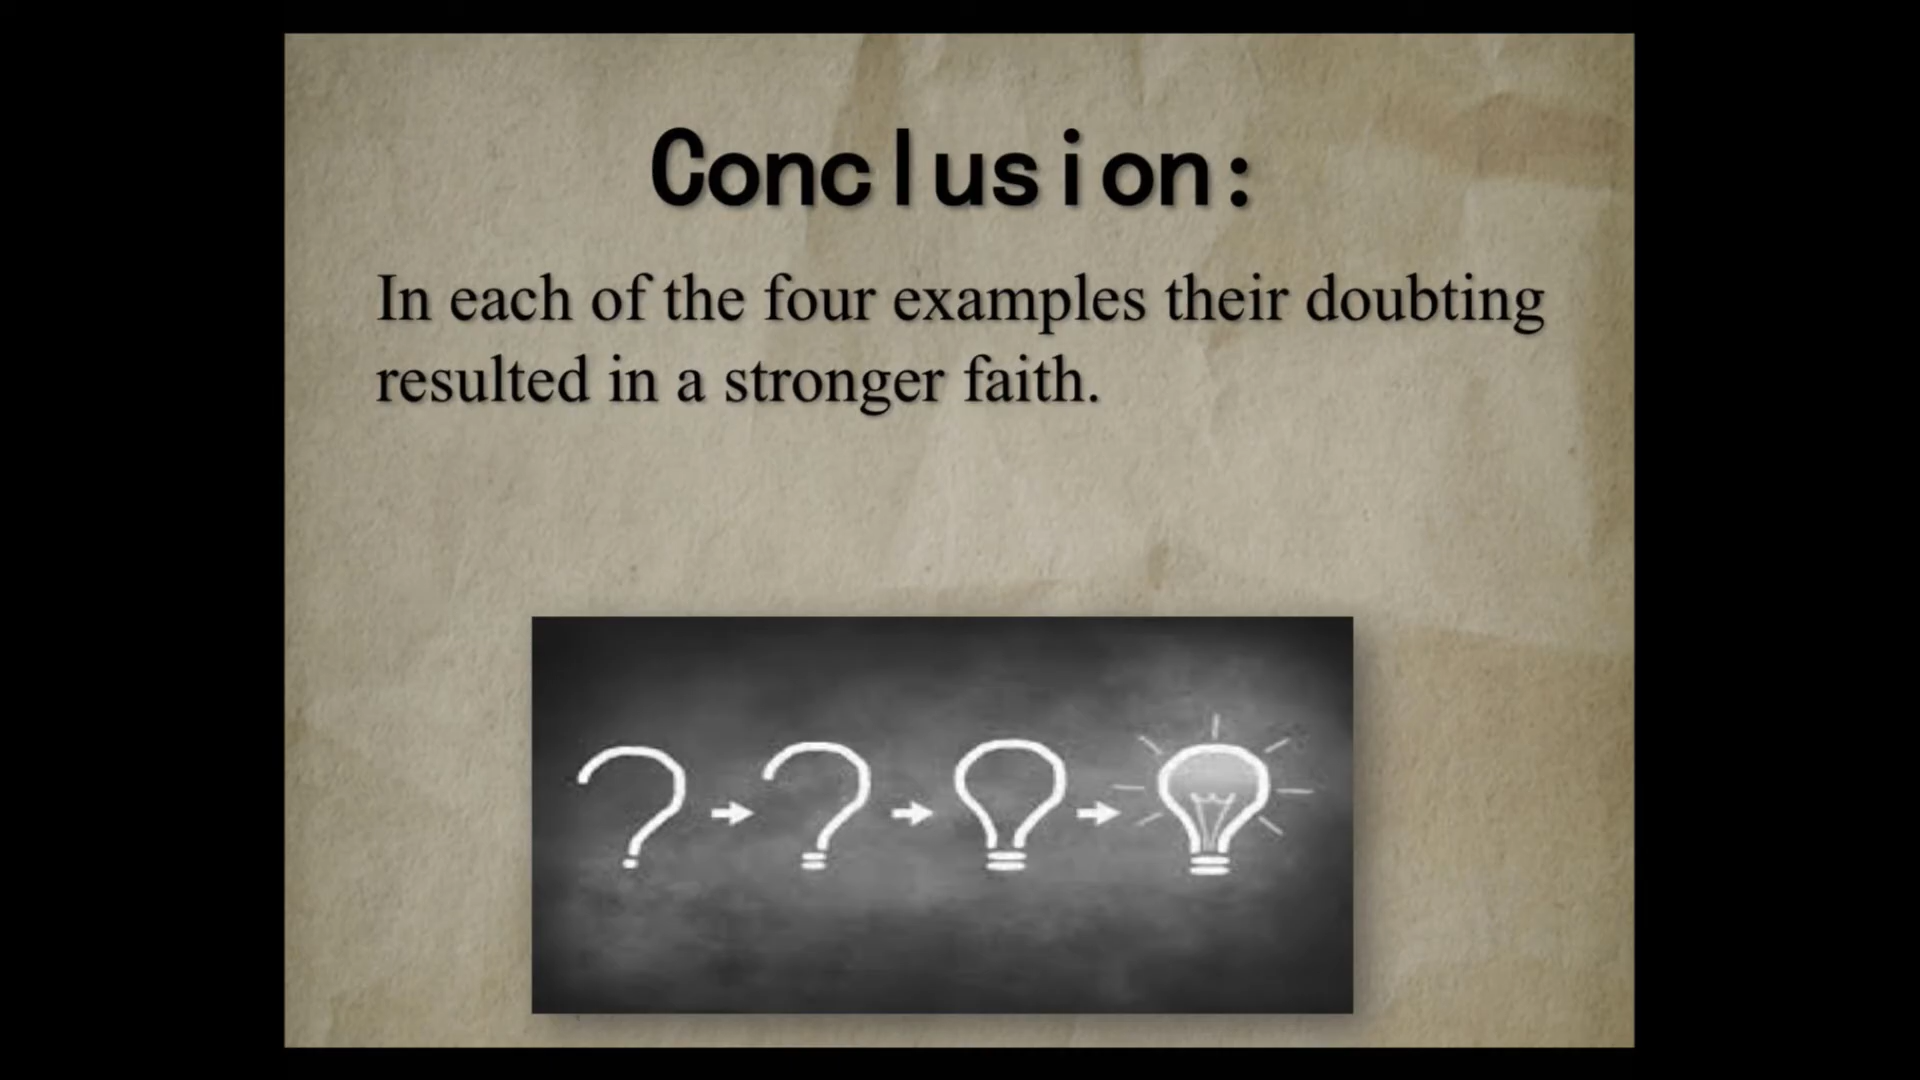 Conclusion:
In each of the four examples their doubting
resulted in a stronger faith.